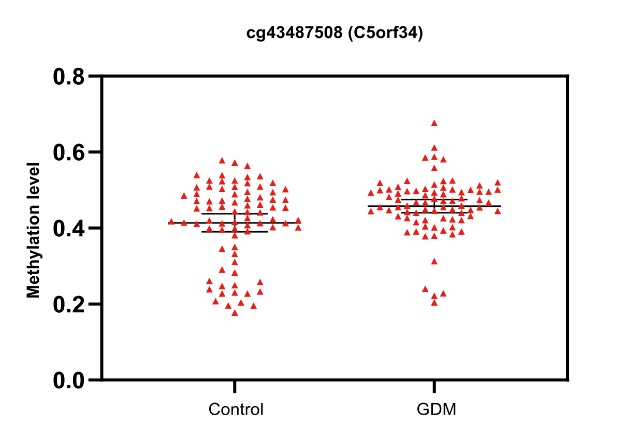 cg43487508 (C5orf34)
Methylation level
0.8
0.6
0.4
0.2
0.0
Control
GDM